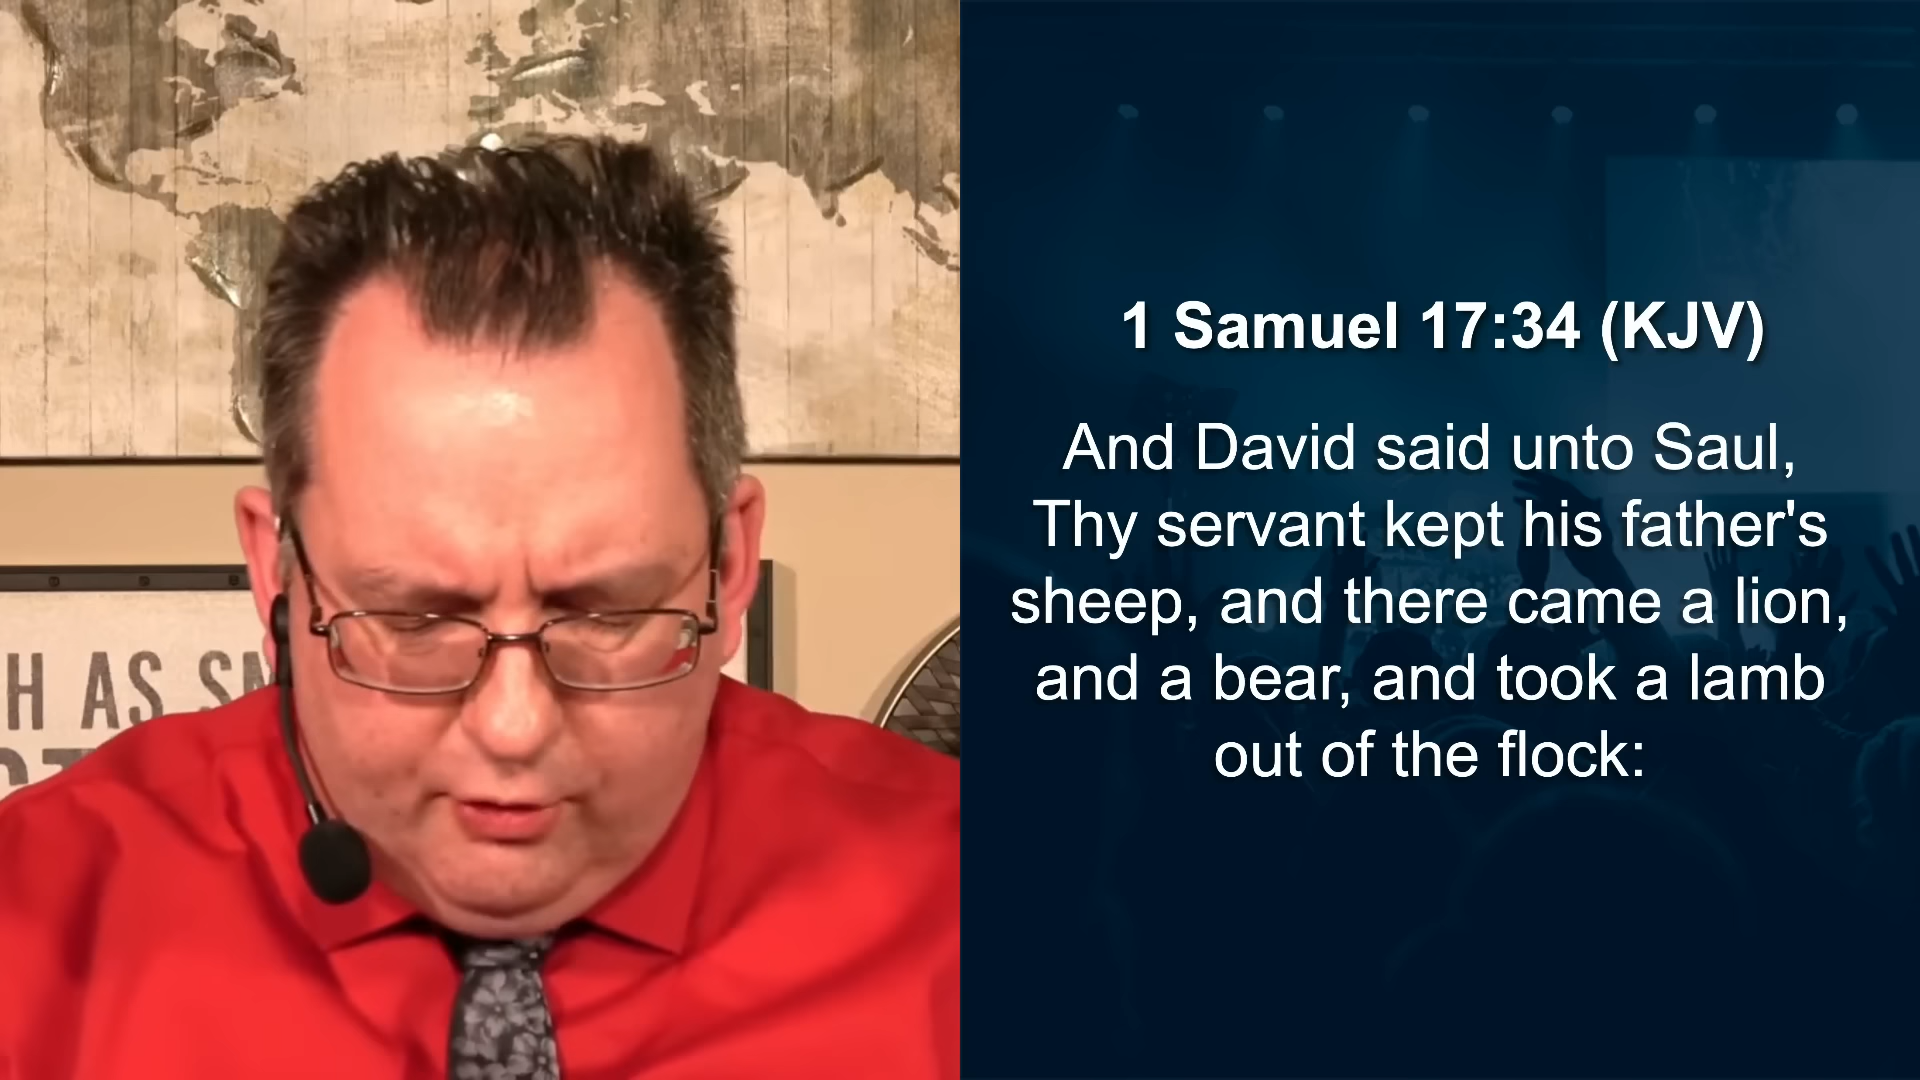 H AS
1 Samuel 17:34 (KJV)
And David said unto Saul,
Thy servant kept his father's
sheep, and there came a lion,
and a bear, and took a lamb
out of the flock: